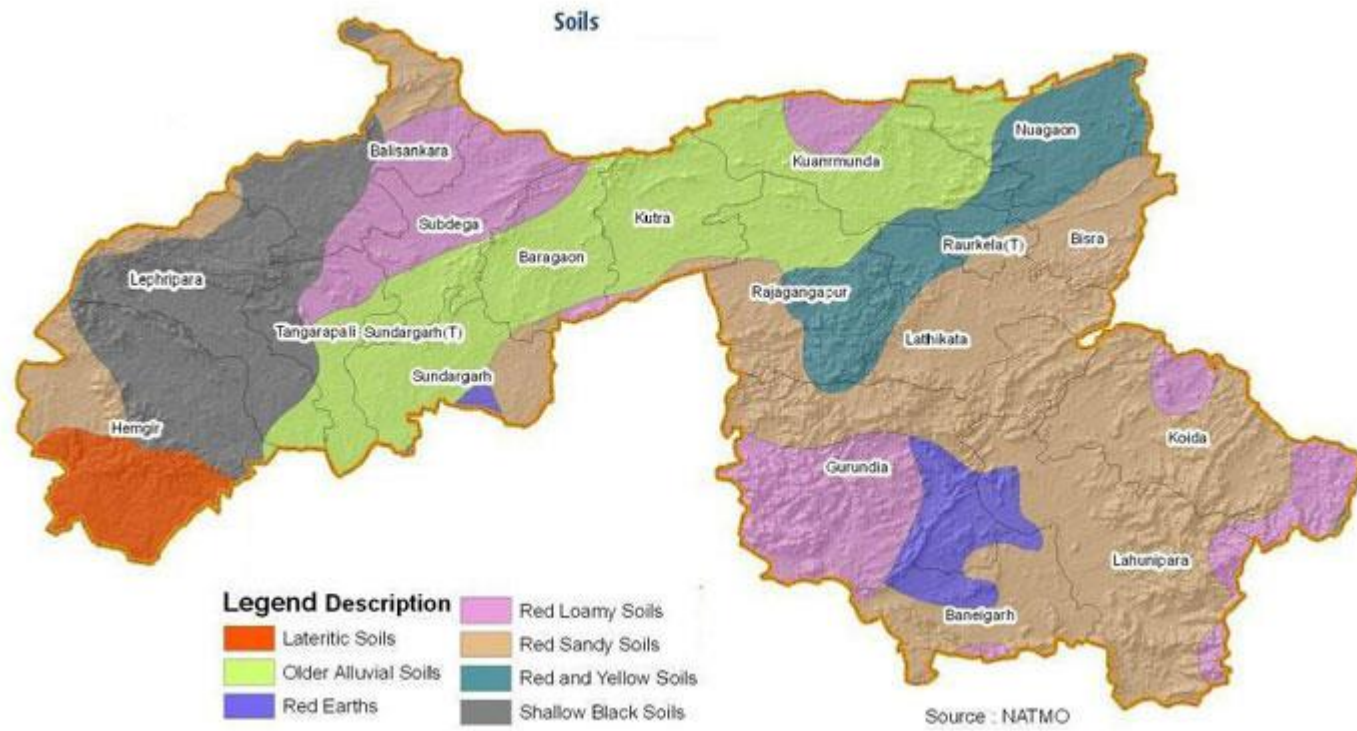 Soils
Nuagaon
Balisankara
Kuanrmunda
Subdega
Kutra
Bisra
Raurkela(T)
Baragaon
Lephripara
Rajagangapur
Tangarapali
Sundargarh(T)
Lathikata
Sundargarh
Hemgir
Koida
Gurundia
Lahunipara
Baneigarh
Legend Description
Lateritic Soils
Older Alluvial Soils
Red Earths
Red Loamy Soils
Red Sandy Soils
Red and Yellow Soils
Shallow Black Soils
Source : NATMO